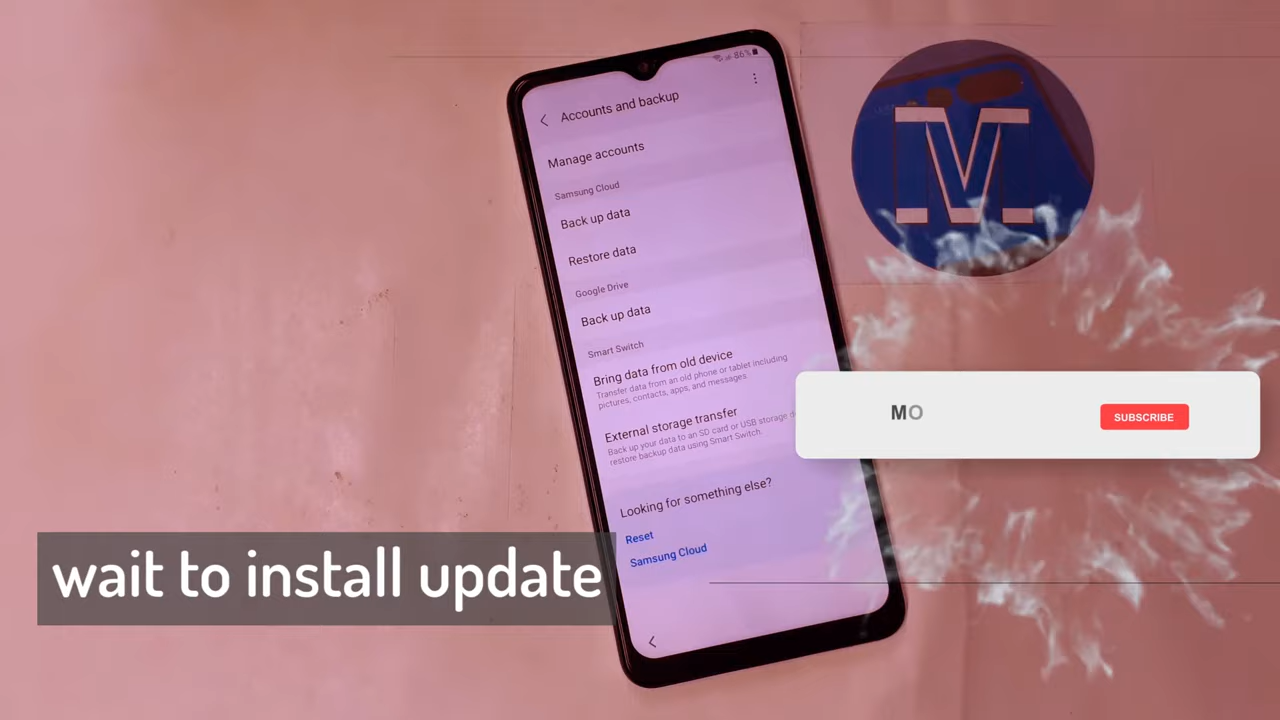 86%
Accounts and backup
Manage accounts
Samsung Cloud
Back up data
Restore data
Google Drive
Back up data
Smart Switch
Bring data from old device
Transfer data from an old phone or tablet including
pictures, contacts, apps, and messages
External storage transfer
Back up your data to an SD card or USB storage
restore backup data using Smart Switch.
Looking for something else?
Reset
Samsung Cloud
M
MO
SUBSCRIBE
wait to install update